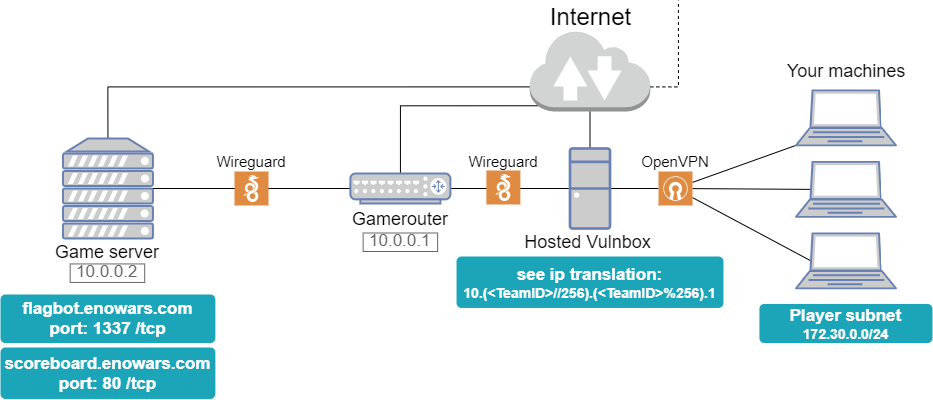 Internet
Your machines
Wireguard
Wireguard
OpenVPN
Gamerouter
10.0.0.1
Game server
10.0.0.2
Hosted Vulnbox
see ip translation:
10.(<TeamID>//256).(<TeamID>%256).1
flagbot.enowars.com
port: 1337 /tcp
Player subnet
172.30.0.0/24
scoreboard.enowars.com
port: 80 /tcp